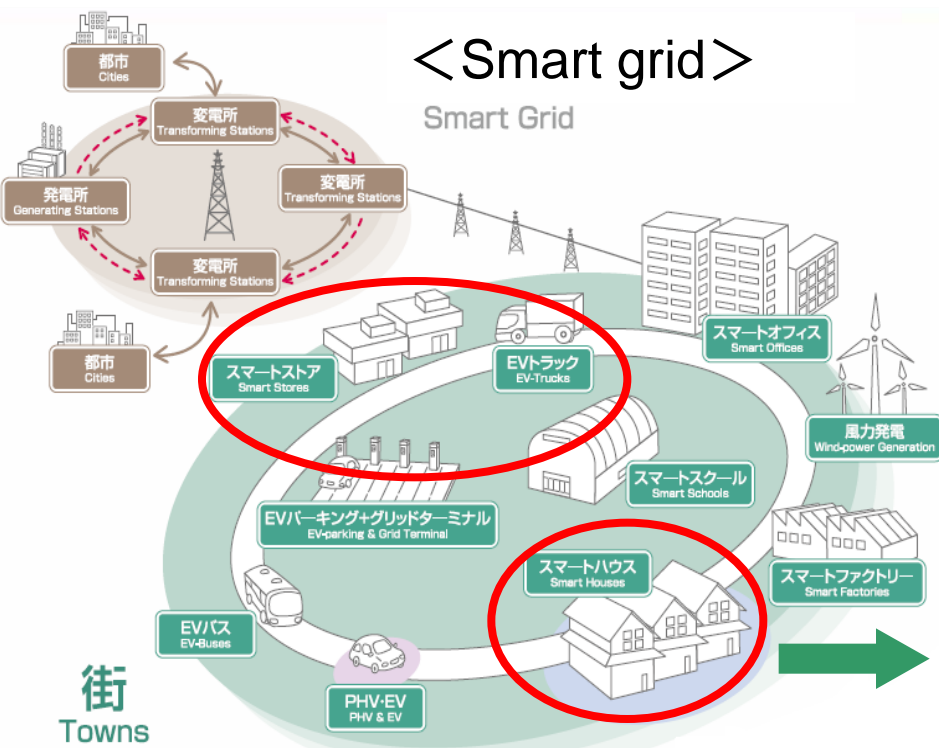 ＜Smart grid＞
Smart Grid
都市
Cities
変電所
Transforming Stations
発電所
Generating Stations
変電所
Transforming Stations
変電所
Transforming Stations
都市
Cities
スマートストア
Smart Stores
EVトラック
EV-Trucks
スマートオフィス
Smart Offices
風力発電
Wind-power Generation
スマートスクール
Smart Schools
EVパーキング+グリッドターミナル
EV-parking & Grid Terminal
スマートハウス
Smart Houses
スマートファクトリー
Smart Factories
EVバス
EV-Buses
PHV･EV
PHV & EV
街
Towns